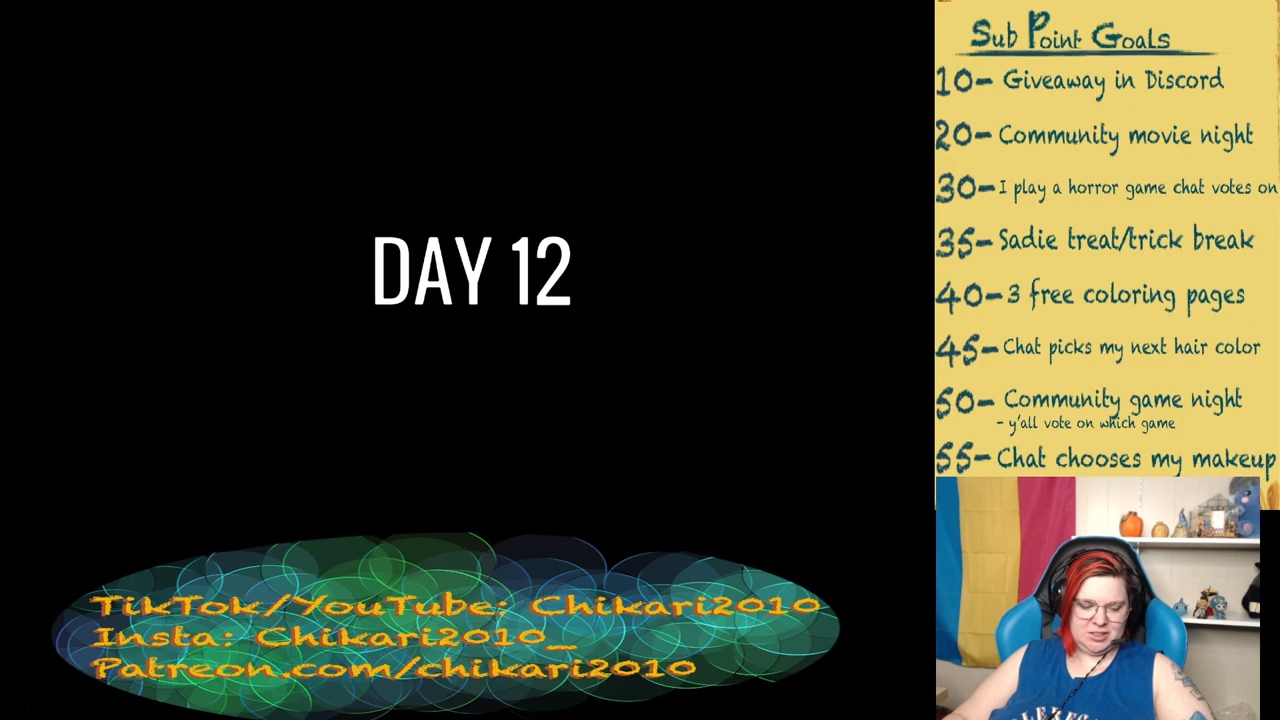 DAY 12
TikTok/YouTube: Chikari2010
Insta: Chikari2010_
Patreon.com/chikari2010
Sub Point Goals
10- Giveaway in Discord
20- Community movie night
30- I play a horror game chat votes on
35- Sadie treat/trick break
40- 3 free coloring pages
45- Chat picks my next hair color
50- Community game night
- y'all vote on which game
55- Chat chooses my makeup